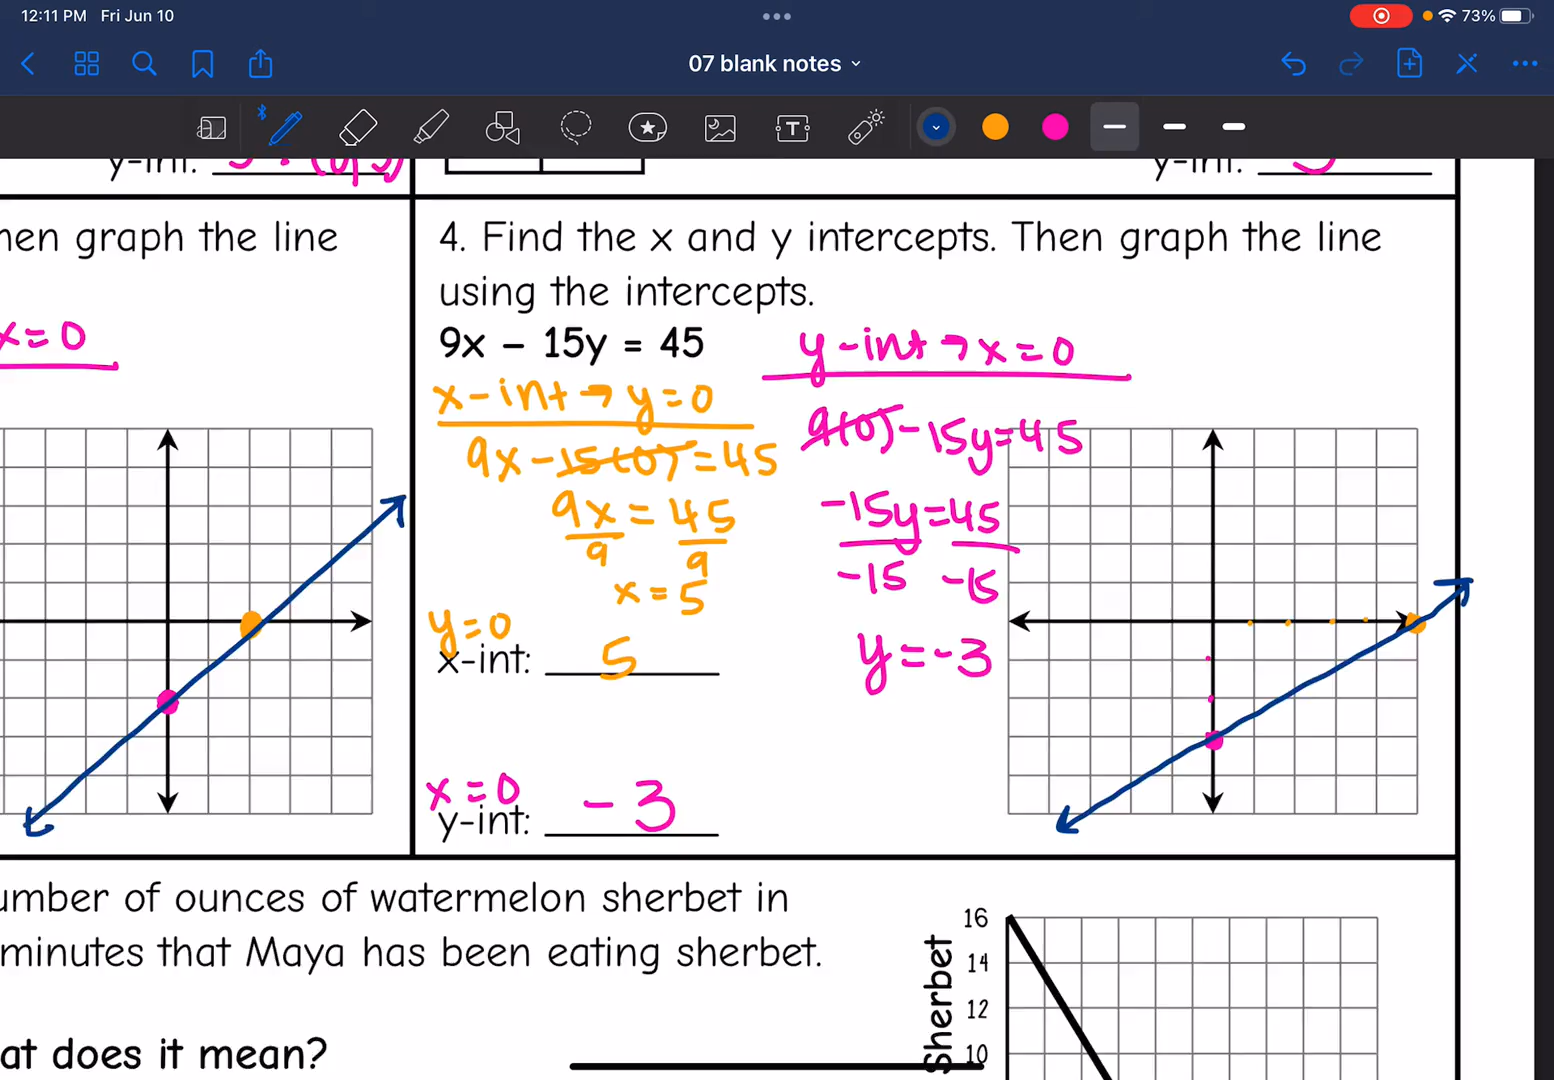 12:11 PM Fri Jun 10
73%
07 blank notes
y-int:
y-int:
hen graph the line
x=0
4. Find the x and y intercepts. Then graph the line
using the intercepts.
9x – 15y = 45
x-int→y=0
9x-15(0)=45
9x = 45
9 9
x = 5
y=0
x-int: 5
x=0
y-int: -3
y-int→x=0
9(0)-15y=45
-15y=45
-15 -15
y=-3
umber of ounces of watermelon sherbet in
minutes that Maya has been eating sherbet.
at does it mean?
Sherbet
16
14
12
10